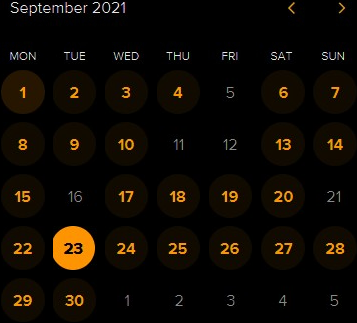 September 2021
MON TUE WED THU FRI SAT SUN
1 2 3 4 5 6 7
8 9 10 11 12 13 14
15 16 17 18 19 20 21
22 23 24 25 26 27 28
29 30 1 2 3 4 5